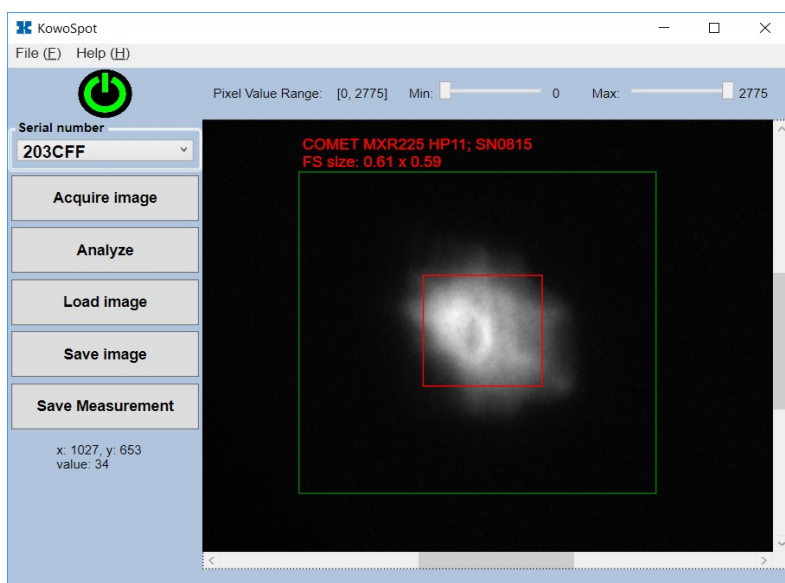 KowoSpot
File (F) Help (H)
Pixel Value Range: [0, 2775] Min: 0 Max: 2775
Serial number
203CFF
Acquire image
Analyze
Load image
Save image
Save Measurement
x: 1027, y: 653
value: 34
COMET MXR225 HP11; SN0815
FS size: 0.61 x 0.59